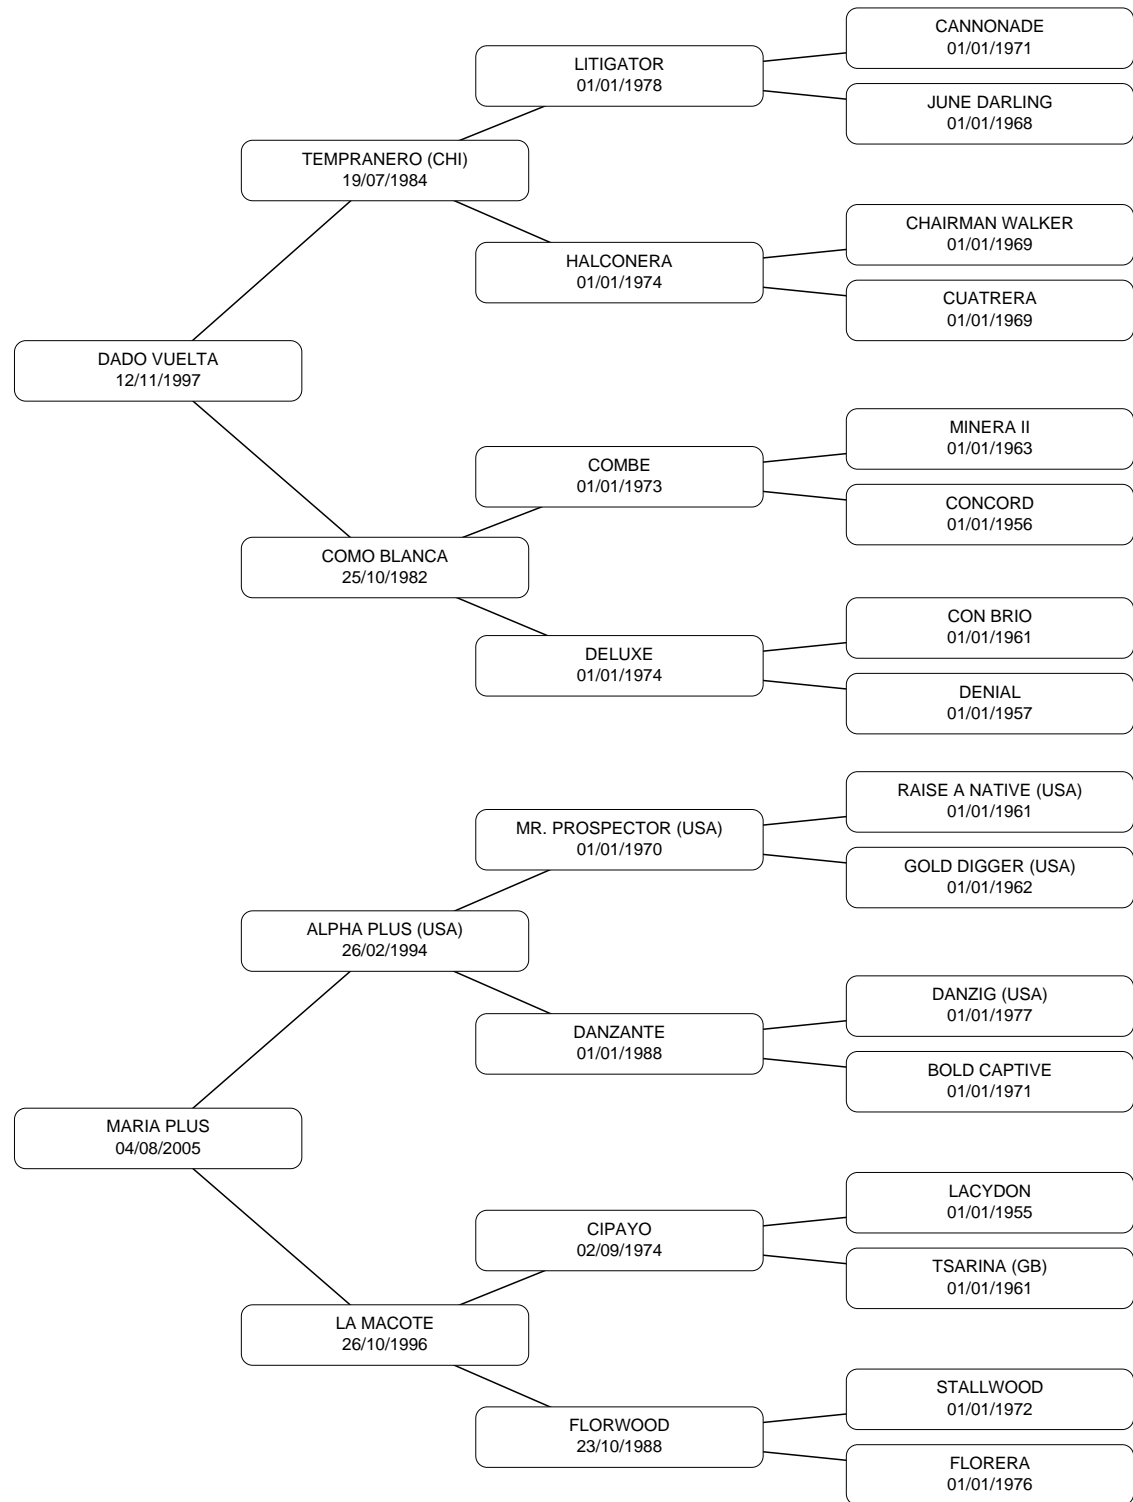 CANNONADE
01/01/1971
LITIGATOR
01/01/1978
JUNE DARLING
01/01/1968
TEMPRANERO (CHI)
19/07/1984
CHAIRMAN WALKER
01/01/1969
HALCONERA
01/01/1974
CUATRERA
01/01/1969
DADO VUELTA
12/11/1997
MINERA II
01/01/1963
COMBE
01/01/1973
CONCORD
01/01/1956
COMO BLANCA
25/10/1982
CON BRIO
01/01/1961
DELUXE
01/01/1974
DENIAL
01/01/1957
RAISE A NATIVE (USA)
01/01/1961
MR. PROSPECTOR (USA)
01/01/1970
GOLD DIGGER (USA)
01/01/1962
ALPHA PLUS (USA)
26/02/1994
DANZIG (USA)
01/01/1977
DANZANTE
01/01/1988
BOLD CAPTIVE
01/01/1971
MARIA PLUS
04/08/2005
LACYDON
01/01/1955
CIPAYO
02/09/1974
TSARINA (GB)
01/01/1961
LA MACOTE
26/10/1996
STALLWOOD
01/01/1972
FLORWOOD
23/10/1988
FLORERA
01/01/1976